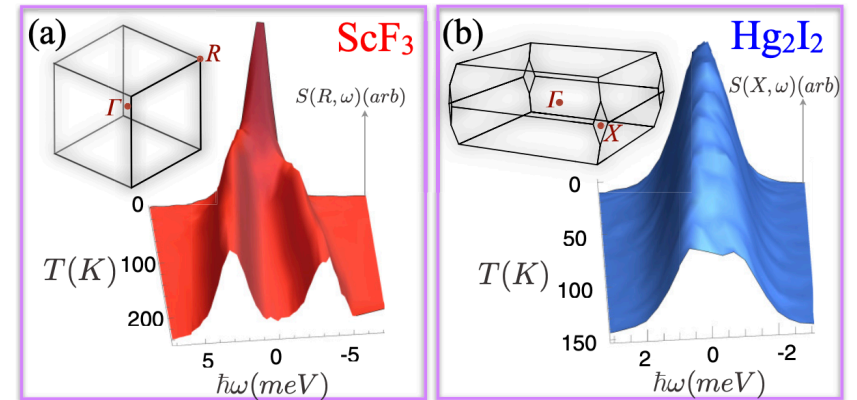 (a)
ScF₃
R
Γ
S(R, ω)(arb)
0
100
200
T(K)
5
0
-5
ħω(meV)
(b)
Hg₂I₂
Γ
X
S(X, ω)(arb)
0
50
100
150
T(K)
2
0
-2
ħω(meV)